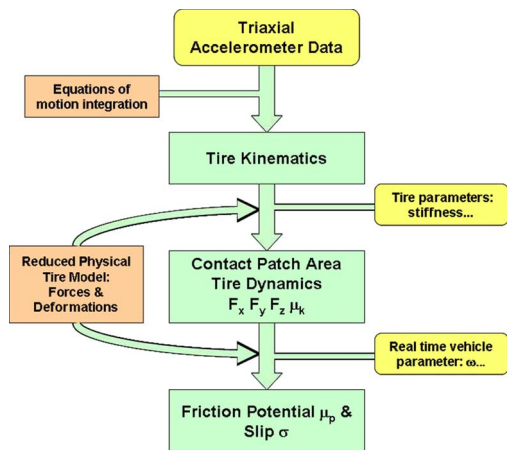 Triaxial
Accelerometer Data
Equations of
motion integration
Tire Kinematics
Tire parameters:
stiffness...
Reduced Physical
Tire Model:
Forces &
Deformations
Contact Patch Area
Tire Dynamics
Fx Fy Fz μk
Real time vehicle
parameter: ω...
Friction Potential μp &
Slip σ